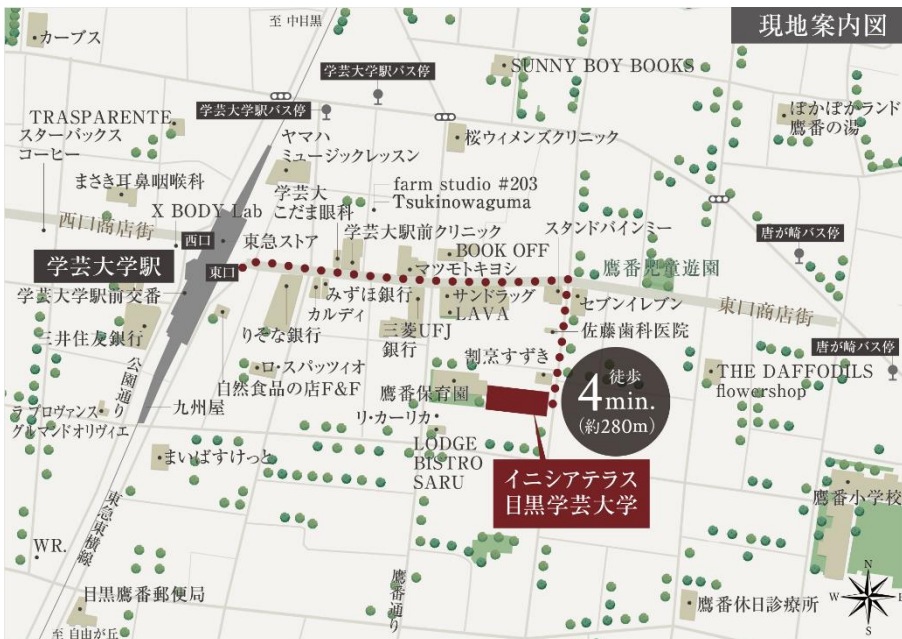 至 中目黒
現地案内図
カーブス
学芸大学駅バス停
SUNNY BOY BOOKS
学芸大学駅バス停
TRASPARENTE
スターバックス
コーヒー
ヤマハ
ミュージックレッスン
桜ウィメンズクリニック
ぽかぽかランド
鷹番の湯
まさき耳鼻咽喉科
学芸大
こだま眼科
farm studio #203
Tsukinowaguma
スタンドバインミー
X BODY Lab
西口商店街
西口
東急ストア
学芸大学駅前クリニック
BOOK OFF
唐が崎バス停
学芸大学駅
東口
マツモトキヨシ
鷹番児童遊園
学芸大学駅前交番
みずほ銀行
カルディ
サンドラッグ
LAVA
セブンイレブン
東口商店街
三井住友銀行
りそな銀行
三菱UFJ
銀行
佐藤歯科医院
唐が崎バス停
公園通り
ロ・スパッツィオ
自然食品の店F&F
割烹すずき
鷹番保育園
徒歩
4
min.
(約280m)
THE DAFFODILS
flowershop
ラ プロヴァンス
グルマンドオリヴィエ
九州屋
リ・カーリカ
LODGE
BISTRO
SARU
まいばすけっと
イニシアテラス
目黒学芸大学
鷹番小学校
東急東横線
WR.
鷹番通り
目黒鷹番郵便局
鷹番休日診療所
至 自由が丘
N
W
E
S